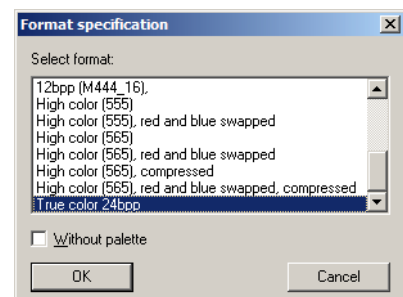 Format specification
Select format:
12bpp (M444_16),
High color (555)
High color (555), red and blue swapped
High color (565)
High color (565), red and blue swapped
High color (565), compressed
High color (565), red and blue swapped, compressed
True color 24bpp
Without palette
OK
Cancel